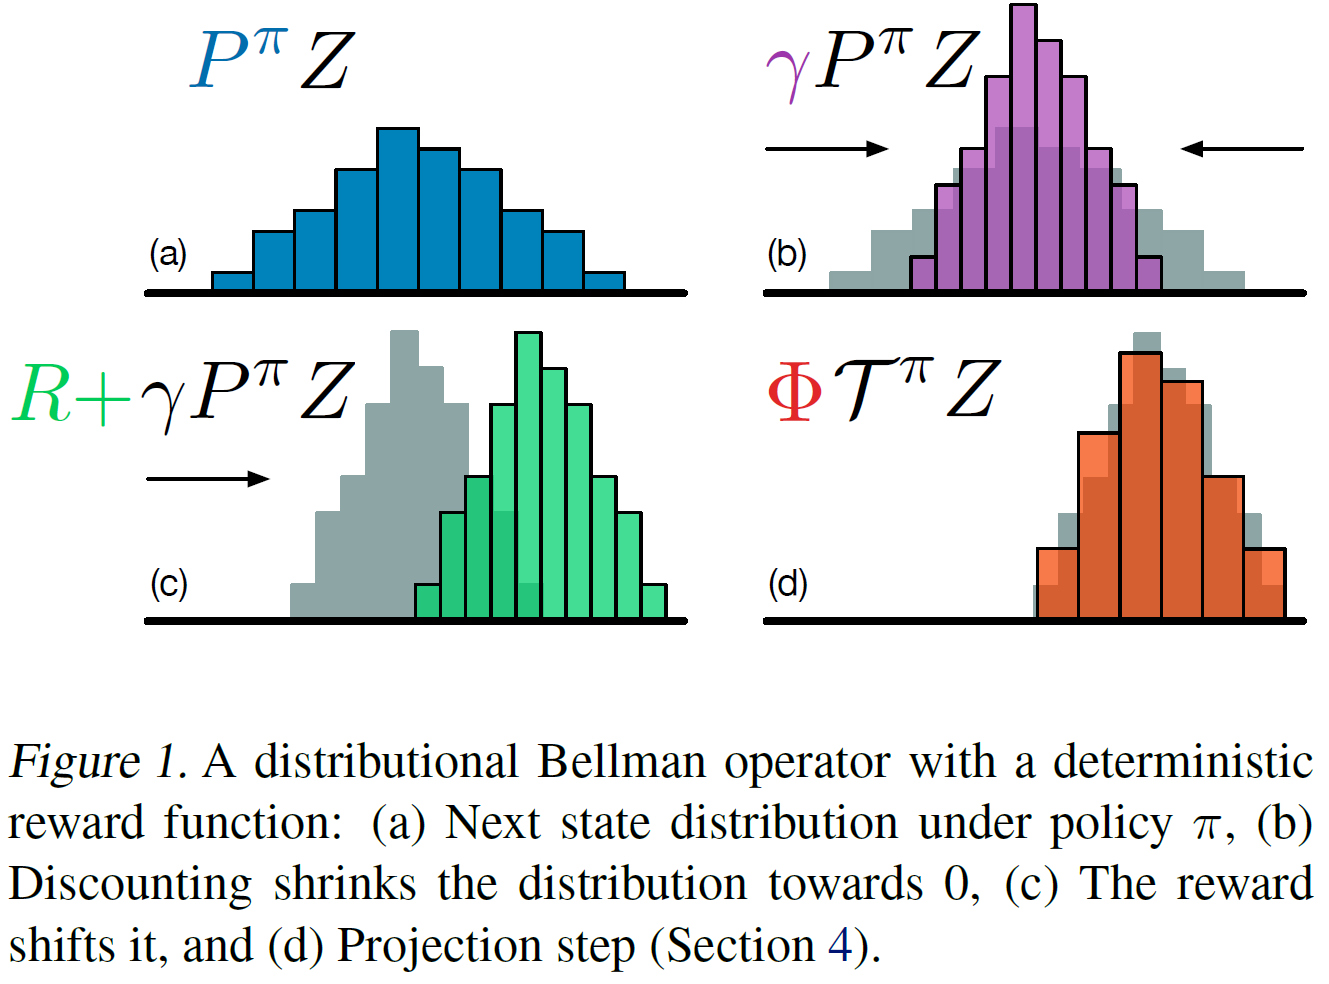 P^π Z
γP^π Z
(a)
(b)
R+γP^π Z
Φ𝒯^π Z
(c)
(d)
Figure 1. A distributional Bellman operator with a deterministic
reward function: (a) Next state distribution under policy π, (b)
Discounting shrinks the distribution towards 0, (c) The reward
shifts it, and (d) Projection step (Section 4).